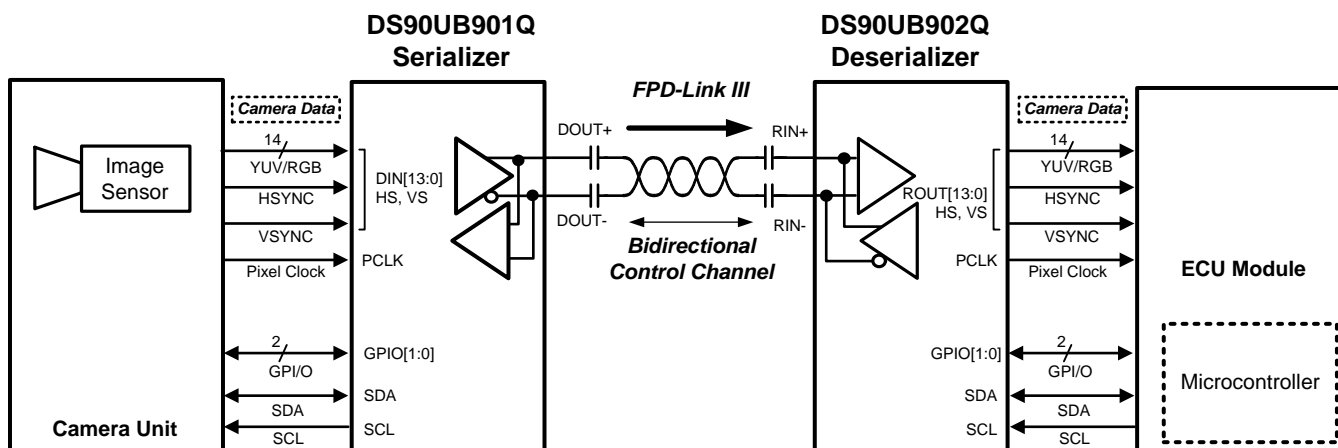 DS90UB901Q
Serializer
DS90UB902Q
Deserializer
FPD-Link III
Camera Data
14
YUV/RGB
HSYNC
VSYNC
Pixel Clock
2
GPI/O
SDA
SCL
Image
Sensor
Camera Unit
DIN[13:0]
HS, VS
PCLK
GPIO[1:0]
SDA
SCL
DOUT+
DOUT-
Bidirectional
Control Channel
RIN+
RIN-
ROUT[13:0]
HS, VS
PCLK
GPIO[1:0]
SDA
SCL
Camera Data
14
YUV/RGB
HSYNC
VSYNC
Pixel Clock
2
GPI/O
SDA
SCL
ECU Module
Microcontroller